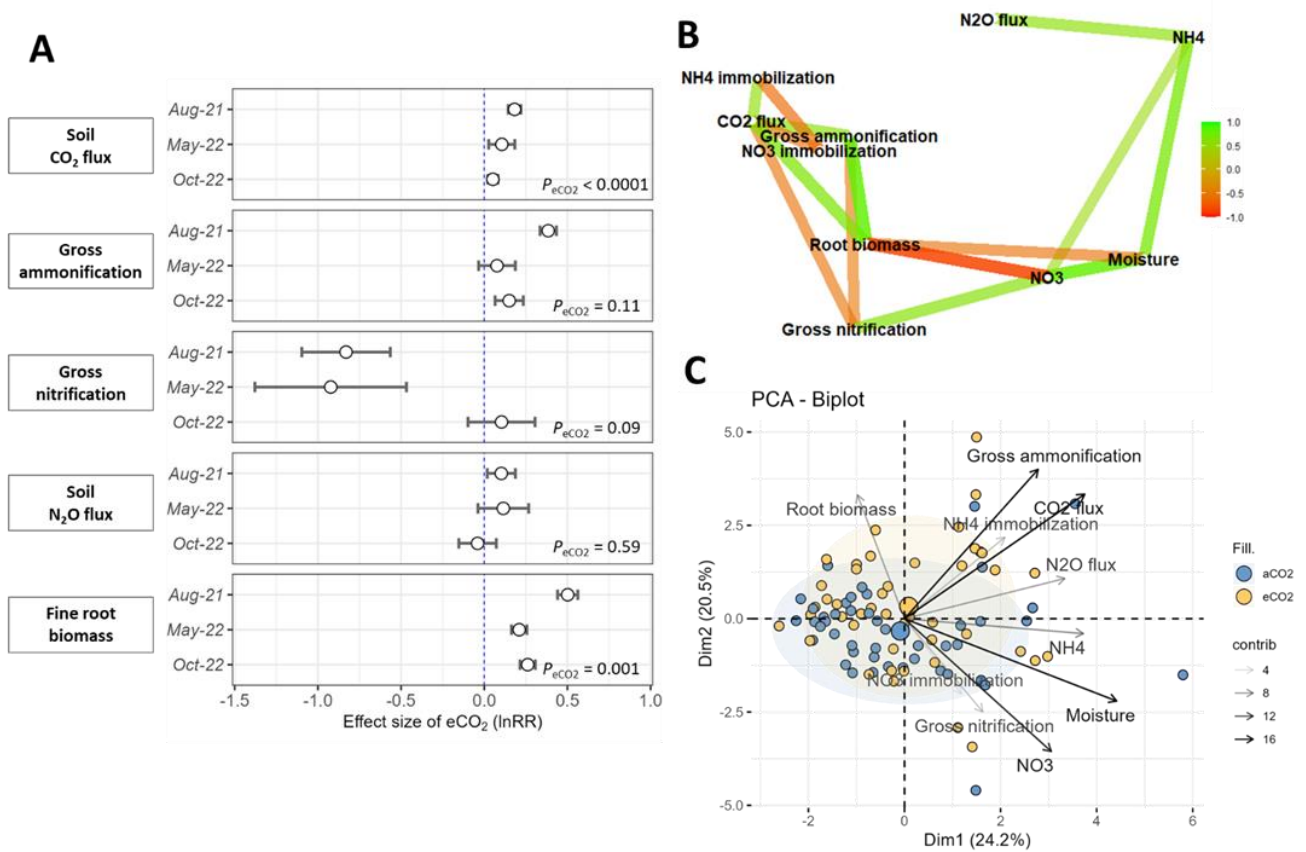 A
Soil
CO₂ flux
Aug-21
May-22
Oct-22
PeCO2 < 0.0001
Gross
ammonification
Aug-21
May-22
Oct-22
PeCO2 = 0.11
Gross
nitrification
Aug-21
May-22
Oct-22
PeCO2 = 0.09
Soil
N₂O flux
Aug-21
May-22
Oct-22
PeCO2 = 0.59
Fine root
biomass
Aug-21
May-22
Oct-22
PeCO2 = 0.001
-1.5 -1.0 -0.5 0.0 0.5 1.0
Effect size of eCO₂ (lnRR)
B
N2O flux
NH4
NH4 immobilization
CO2 flux
Gross ammonification
NO3 immobilization
Root biomass
Moisture
NO3
Gross nitrification
1.0
0.5
0.0
-0.5
-1.0
C
PCA - Biplot
5.0
2.5
0.0
-2.5
-5.0
Dim2 (20.5%)
Gross ammonification
Root biomass
CO2 flux
NH4 immobilization
N2O flux
NH4
NO3 immobilization
Moisture
Gross nitrification
NO3
-2 0 2 4 6
Dim1 (24.2%)
Fill.
aCO2
eCO2
contrib
4
8
12
16